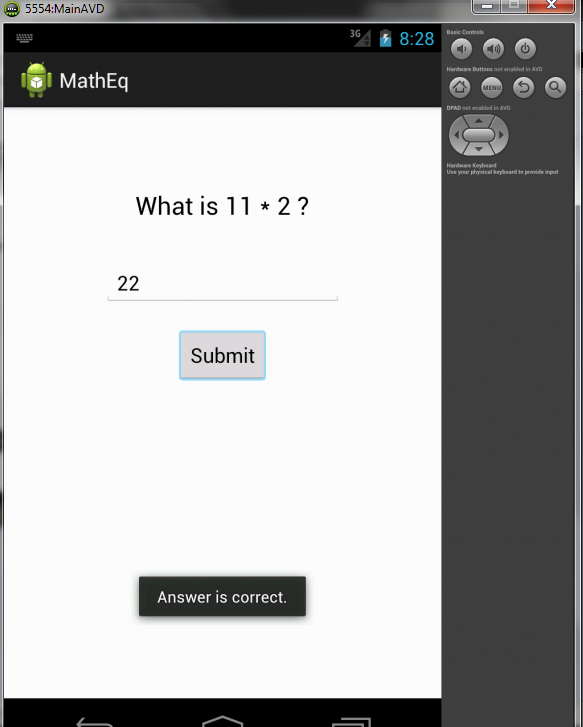 5554:MainAVD
3G 8:28
MathEq
What is 11 * 2 ?
22
Submit
Answer is correct.
Basic Controls
Hardware Buttons not enabled in AVD
MENU
DPAD not enabled in AVD
Hardware Keyboard
Use your physical keyboard to provide input